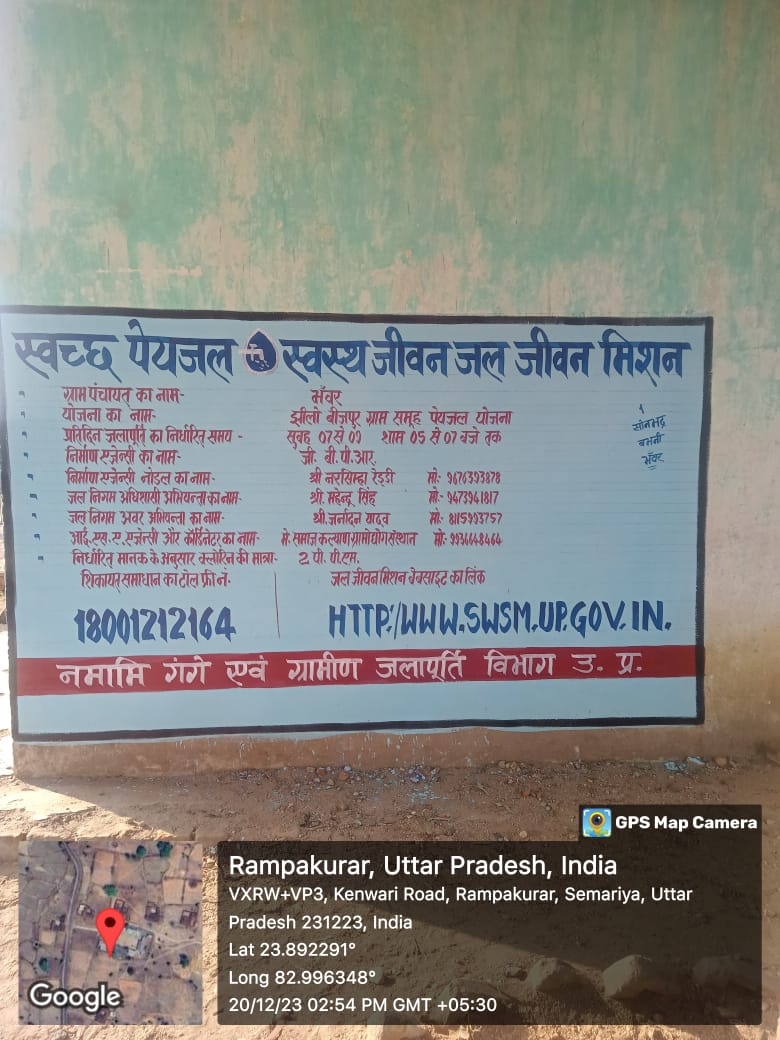 स्वच्छ पेयजल स्वस्थ जीवन जल जीवन मिशन
ग्राम पंचायत का नाम- भँवर
योजना का नाम- झीलो बीजपुर ग्राम समूह पेयजल योजना
प्रतिदिन जलापूर्ति का निर्धारित समय - सुबह 07 से 09 शाम 05 से 07 बजे तक
निर्माण एजेन्सी का नाम- जी. वी. पी. आर.
निर्माण एजेन्सी नोडल का नाम- श्री नरसिम्हा रेड्डी मो:- 9676393878
जल निगम अधिशासी अभियन्ता का नाम- श्री. महेन्द्र सिंह मो:- 9473941817
जल निगम अवर अभियन्ता का नाम- श्री. जर्नादन यादव मो:- 8115993757
आई. एस. ए. एजेन्सी और कॉर्डिनेटर का नाम- मे: समाज कल्याण ग्रामोद्योग संस्थान मो:- 9936648464
निर्धारित मानक के अनुसार क्लोरिन की मात्रा- 2 पी. पी. एम.
सोनभद्र
बभनी
भँवर
शिकायत समाधान का टोल फ्री नं. जल जीवन मिशन वेबसाइट का लिंक
18001212164 HTTP:/WWW.SWSM.UP.GOV.IN.
नमामि गंगे एवं ग्रामीण जलापूर्ति विभाग उ. प्र.
GPS Map Camera
Rampakurar, Uttar Pradesh, India
VXRW+VP3, Kenwari Road, Rampakurar, Semariya, Uttar
Pradesh 231223, India
Lat 23.892291°
Long 82.996348°
20/12/23 02:54 PM GMT +05:30
Google